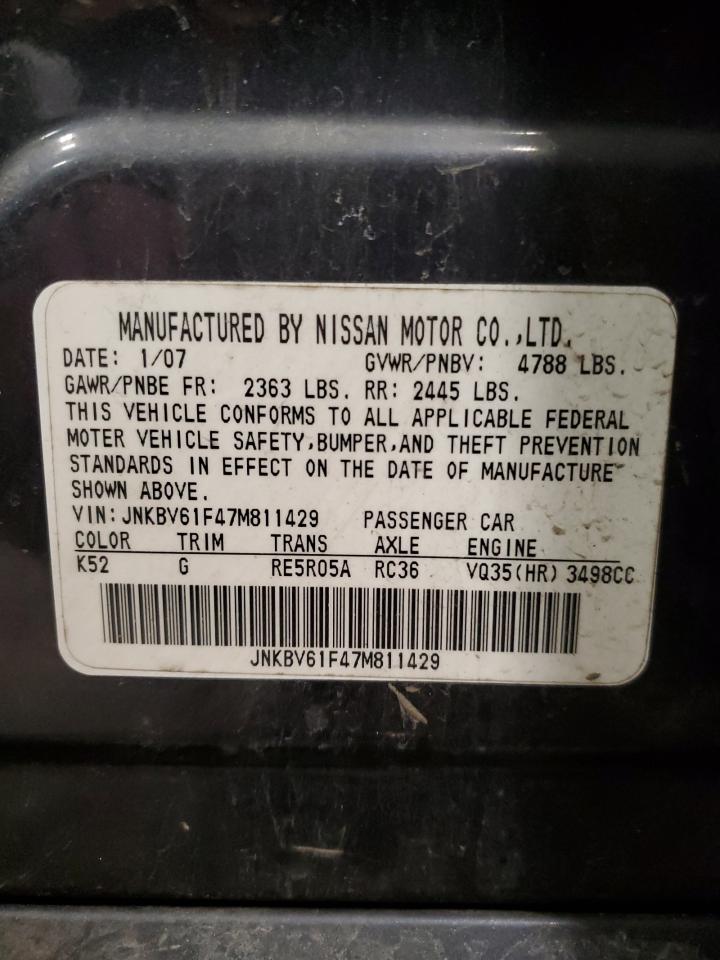 MANUFACTURED BY NISSAN MOTOR CO.,LTD.
DATE: 1/07 GVWR/PNBV: 4788 LBS.
GAWR/PNBE FR: 2363 LBS. RR: 2445 LBS.
THIS VEHICLE CONFORMS TO ALL APPLICABLE FEDERAL
MOTER VEHICLE SAFETY,BUMPER,AND THEFT PREVENTION
STANDARDS IN EFFECT ON THE DATE OF MANUFACTURE
SHOWN ABOVE.
VIN:JNKBV61F47M811429 PASSENGER CAR
COLOR TRIM TRANS AXLE ENGINE
K52 G RE5R05A RC36 VQ35(HR) 3498CC
JNKBV61F47M811429